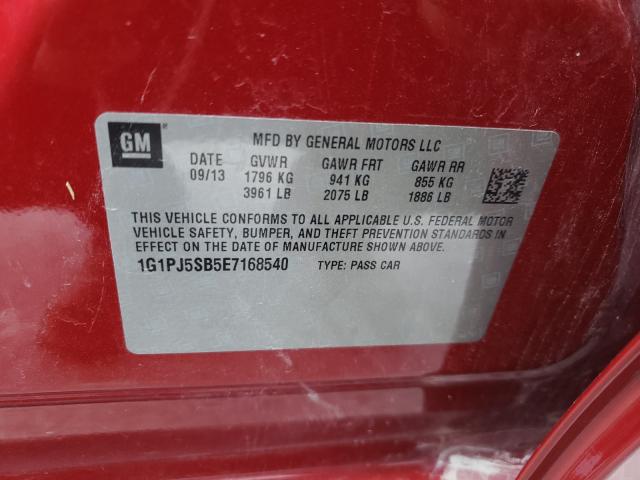 GM
MFD BY GENERAL MOTORS LLC
DATE GVWR GAWR FRT GAWR RR
09/13 1796 KG 941 KG 855 KG
3961 LB 2075 LB 1886 LB
THIS VEHICLE CONFORMS TO ALL APPLICABLE U.S. FEDERAL MOTOR
VEHICLE SAFETY, BUMPER, AND THEFT PREVENTION STANDARDS IN
EFFECT ON THE DATE OF MANUFACTURE SHOWN ABOVE.
1G1PJ5SB5E7168540 TYPE: PASS CAR